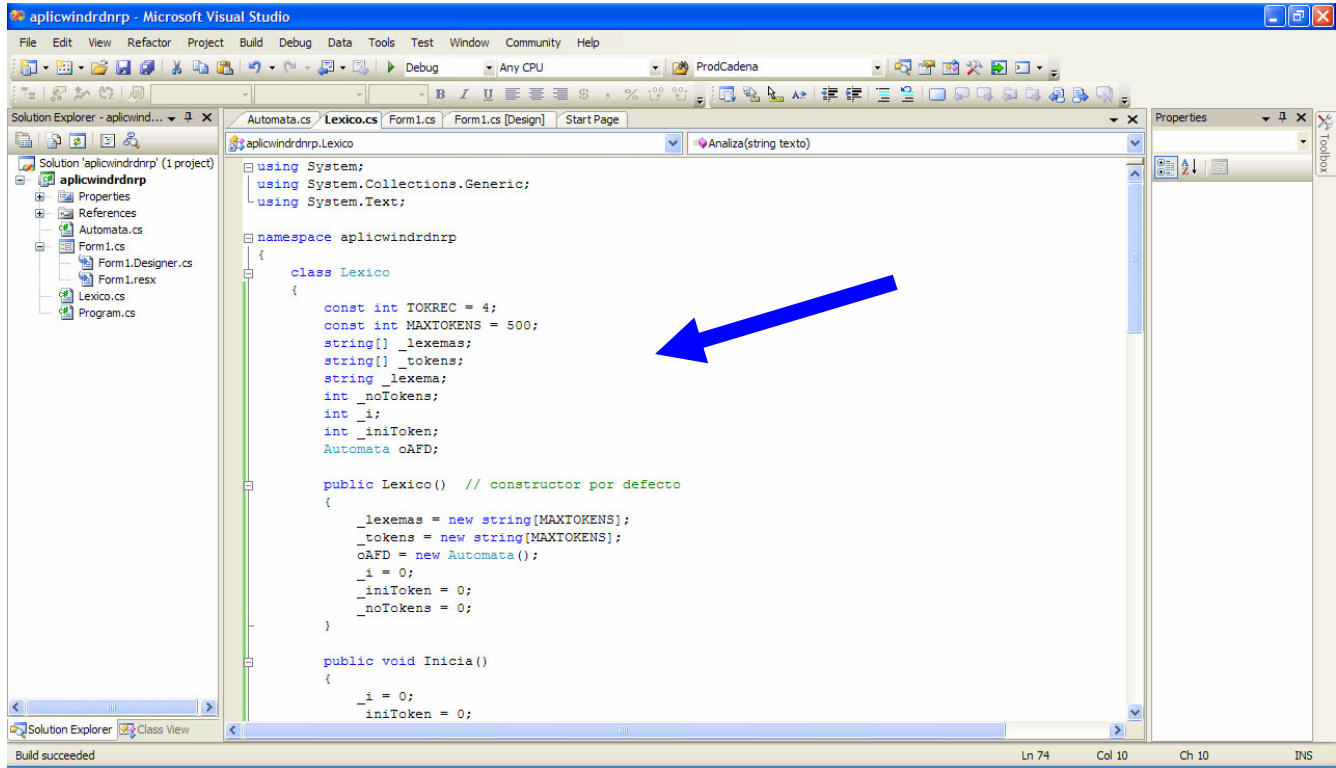 aplicwindrdnrp - Microsoft Visual Studio
File Edit View Refactor Project Build Debug Data Tools Test Window Community Help
Debug Any CPU ProdCadena
Solution Explorer - aplicwind...
Solution 'aplicwindrdnrp' (1 project)
aplicwindrdnrp
Properties
References
Automata.cs
Form1.cs
Form1.Designer.cs
Form1.resx
Lexico.cs
Program.cs
Solution Explorer Class View
Automata.cs Lexico.cs Form1.cs Form1.cs [Design] Start Page
aplicwindrdnrp.Lexico Analiza(string texto)
using System;
using System.Collections.Generic;
using System.Text;
namespace aplicwindrdnrp
{
class Lexico
{
const int TOKREC = 4;
const int MAXTOKENS = 500;
string[] _lexemas;
string[] _tokens;
string _lexema;
int _noTokens;
int _i;
int _iniToken;
Automata oAFD;
public Lexico() // constructor por defecto
{
_lexemas = new string[MAXTOKENS];
_tokens = new string[MAXTOKENS];
oAFD = new Automata();
_i = 0;
_iniToken = 0;
_noTokens = 0;
}
public void Inicia()
{
_i = 0;
_iniToken = 0;
Properties
Toolbox
Build succeeded Ln 74 Col 10 Ch 10 INS